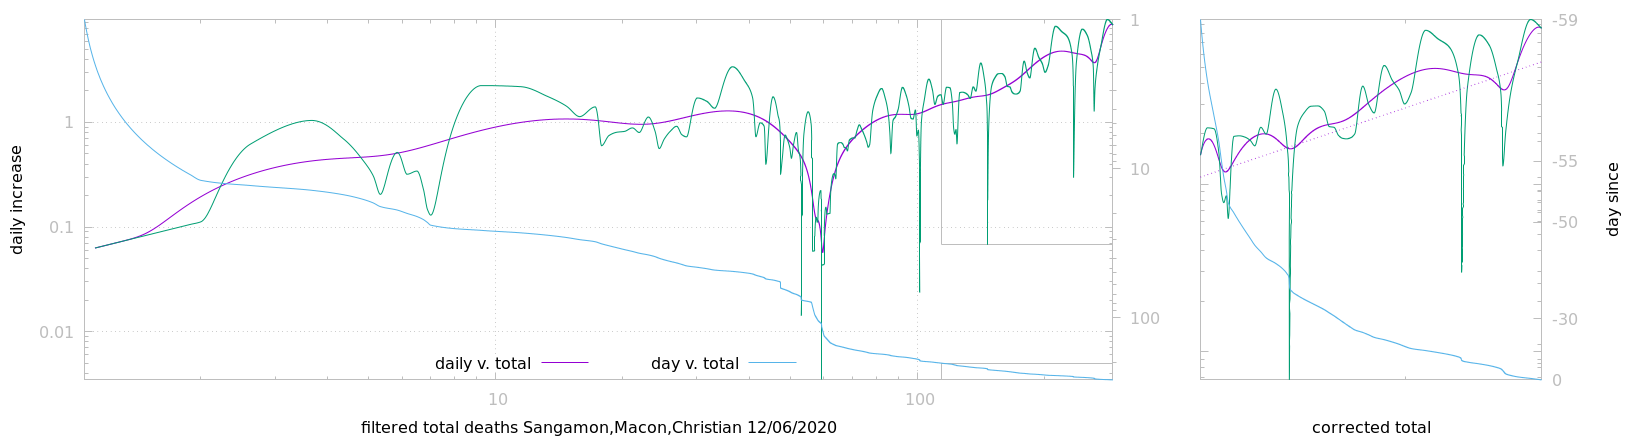 daily increase
1
0.1
0.01
10
100
1
10
100
daily v. total
day v. total
filtered total deaths Sangamon,Macon,Christian 12/06/2020
-59
-55
-50
-30
0
day since
corrected total